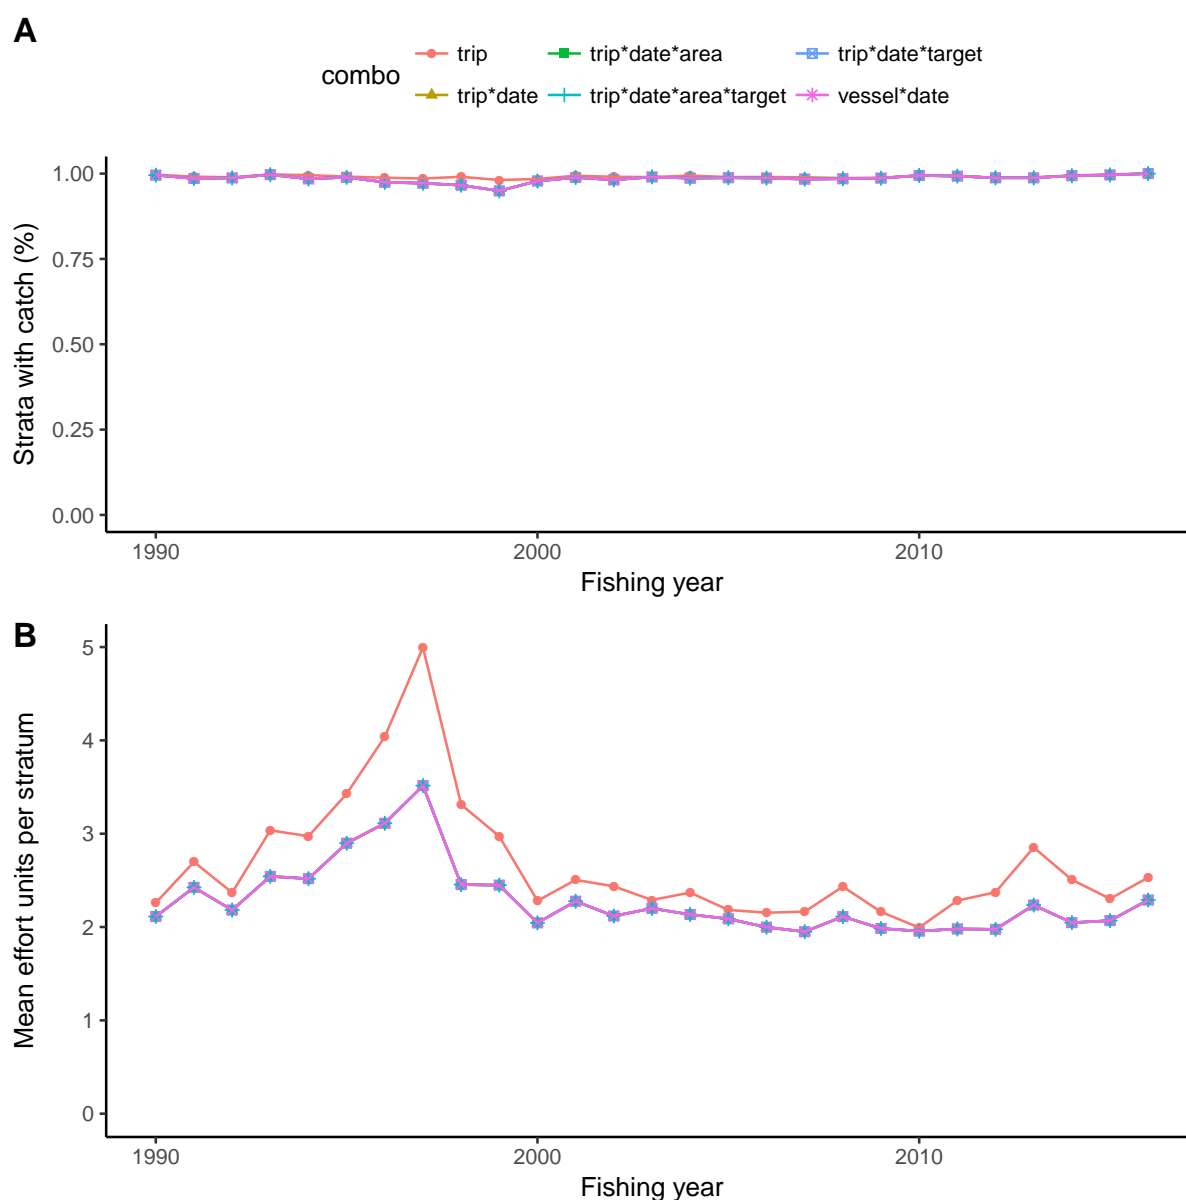 A
combo
trip
trip*date*area
trip*date*target
trip*date
trip*date*area*target
vessel*date
Strata with catch (%)
1.00
0.75
0.50
0.25
0.00
1990
2000
2010
Fishing year
B
Mean effort units per stratum
5
4
3
2
1
0
1990
2000
2010
Fishing year